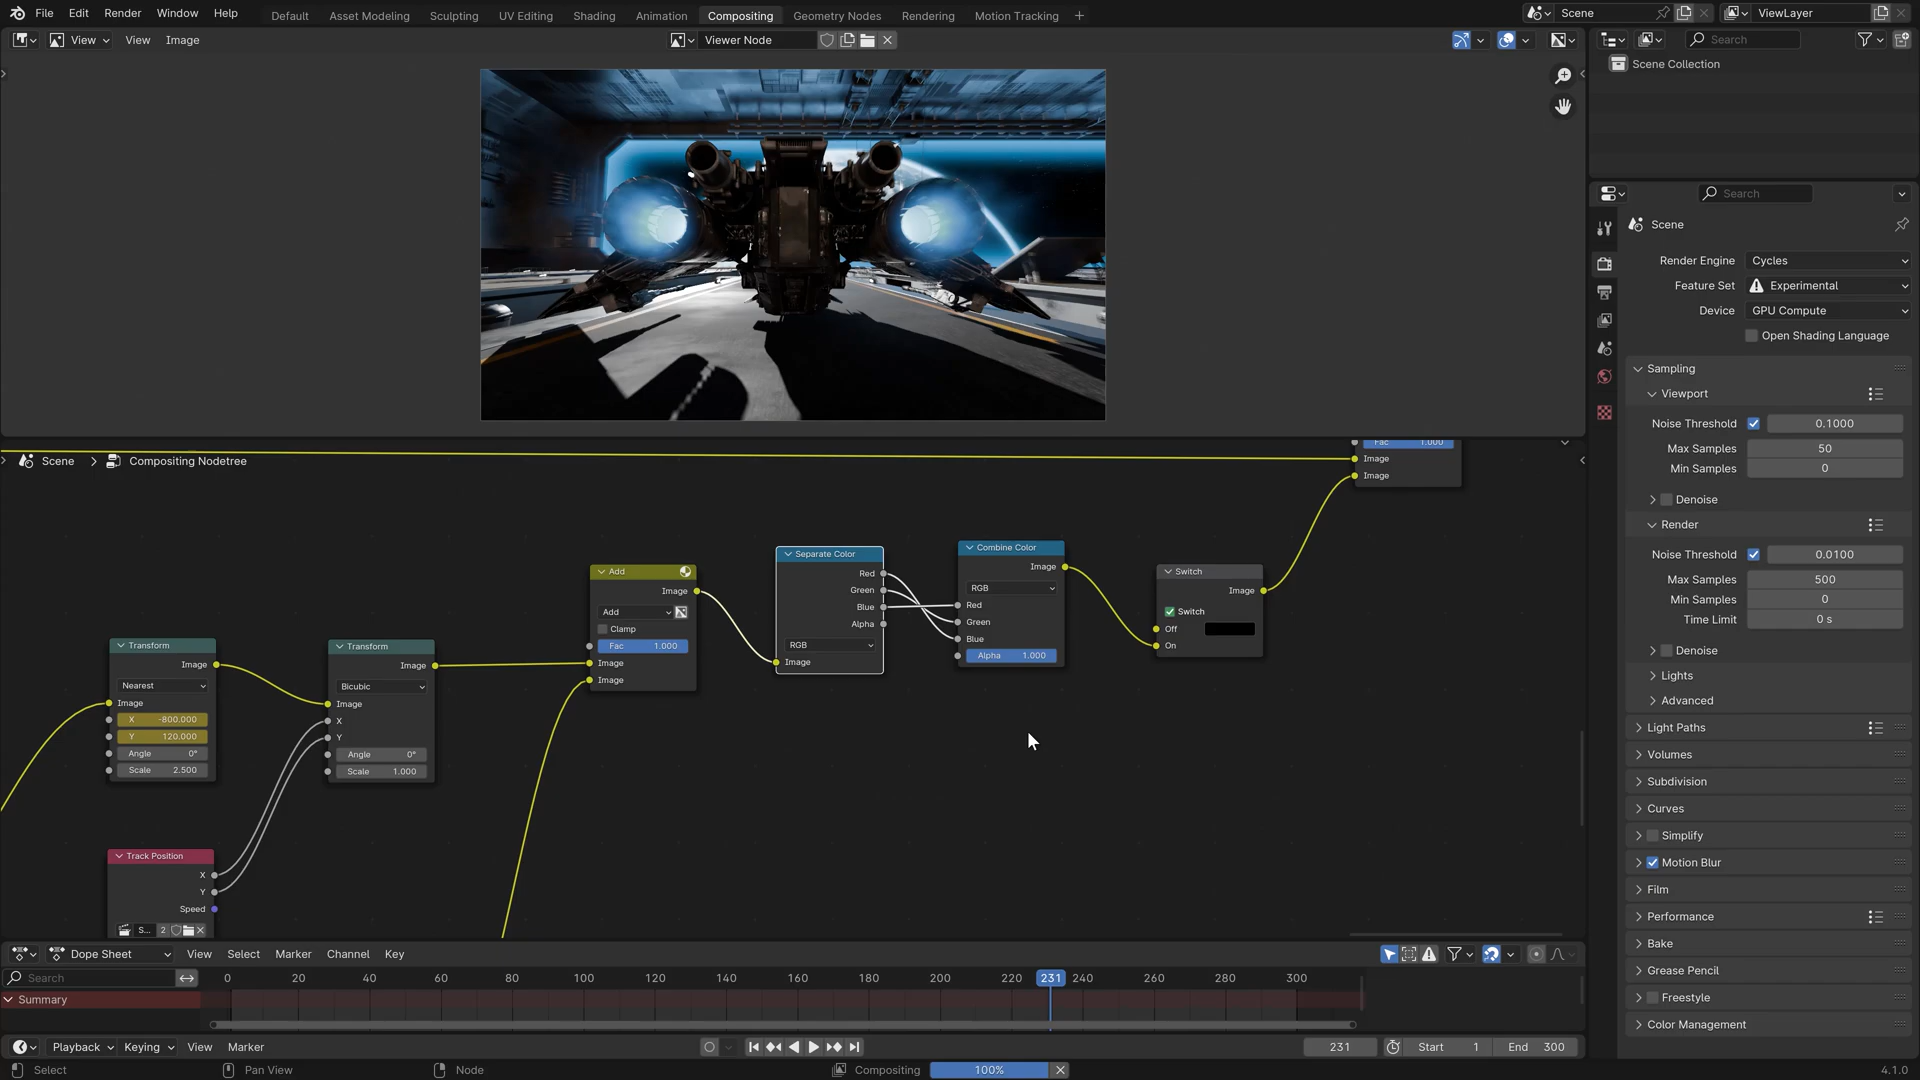 File Edit Render Window Help Default Asset Modeling Sculpting UV Editing Shading Animation Compositing Geometry Nodes Rendering Motion Tracking + Scene ViewLayer
View View Image Viewer Node Search
Scene Collection
Search
Scene
Render Engine Cycles
Feature Set Experimental
Device GPU Compute
Open Shading Language
Sampling
Viewport
Noise Threshold 0.1000
Max Samples 50
Min Samples 0
Denoise
Render
Noise Threshold 0.0100
Max Samples 500
Min Samples 0
Time Limit 0 s
Denoise
Lights
Advanced
Light Paths
Volumes
Subdivision
Curves
Simplify
Motion Blur
Film
Performance
Bake
Grease Pencil
Freestyle
Color Management
Scene Compositing Nodetree
Fac 1.000
Image
Image
Transform
Image
Nearest
Image
X -800.000
Y 120.000
Angle 0°
Scale 2.500
Transform
Image
Bicubic
Image
X
Y
Angle 0°
Scale 1.000
Track Position
X
Y
Speed
S... 2
Add
Image
Add
Clamp
Fac 1.000
Image
Image
Separate Color
Red
Green
Blue
Alpha
RGB
Image
Combine Color
Image
RGB
Red
Green
Blue
Alpha 1.000
Switch
Image
Switch
Off
On
Dope Sheet View Select Marker Channel Key
Search 0 20 40 60 80 100 120 140 160 180 200 220 231 240 260 280 300
Summary
Playback Keying View Marker 231 Start 1 End 300
Select Pan View Node Compositing 100% 4.1.0